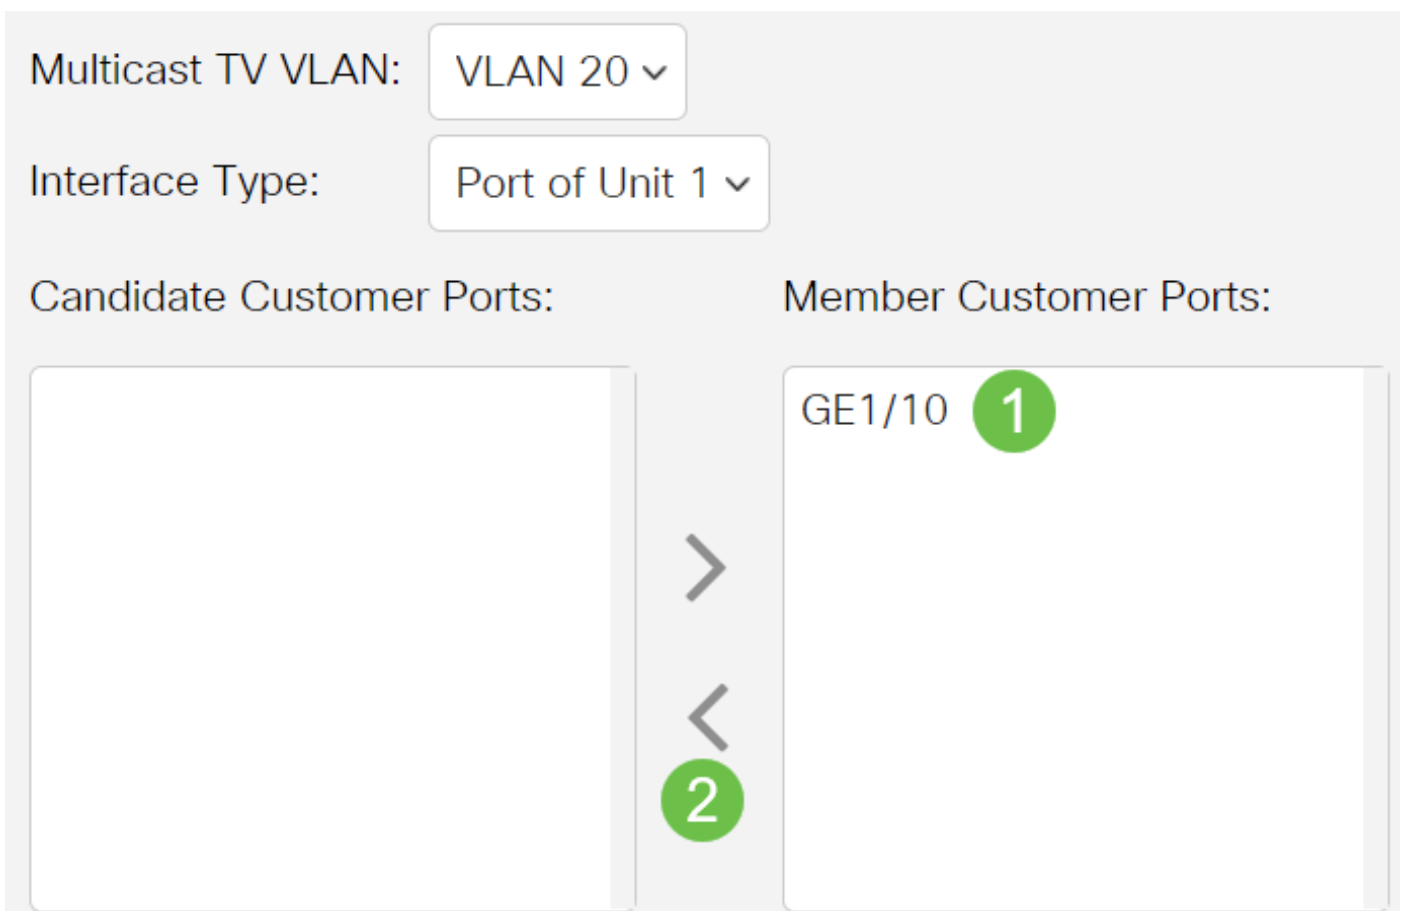 Multicast TV VLAN: VLAN 20
Interface Type: Port of Unit 1
Candidate Customer Ports: Member Customer Ports:
GE1/10 1
2